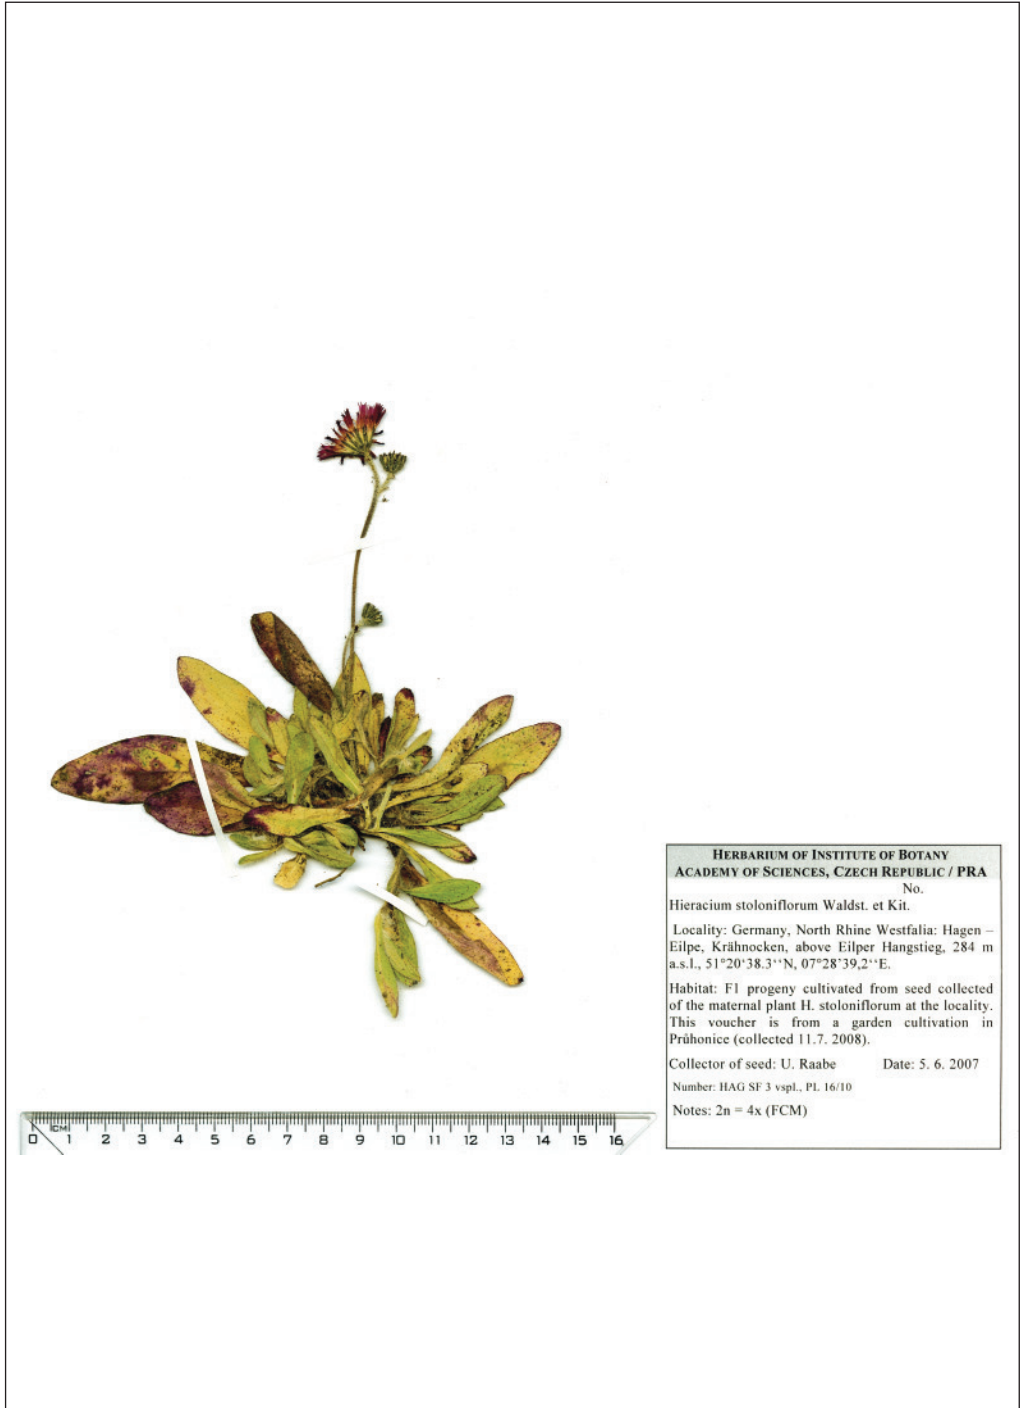 HERBARIUM OF INSTITUTE OF BOTANY
ACADEMY OF SCIENCES, CZECH REPUBLIC / PRA
No.
Hieracium stoloniflorum Waldst. et Kit.
Locality: Germany, North Rhine Westfalia: Hagen –
Eilpe, Krähnocken, above Eilper Hangstieg, 284 m
a.s.l., 51°20‘38.3‘‘N, 07°28’39,2‘‘E.
Habitat: F1 progeny cultivated from seed collected
of the maternal plant H. stoloniflorum at the locality.
This voucher is from a garden cultivation in
Průhonice (collected 11.7. 2008).
Collector of seed: U. Raabe Date: 5. 6. 2007
Number: HAG SF 3 vspl., PL 16/10
Notes: 2n = 4x (FCM)
CM
0 1 2 3 4 5 6 7 8 9 10 11 12 13 14 15 16